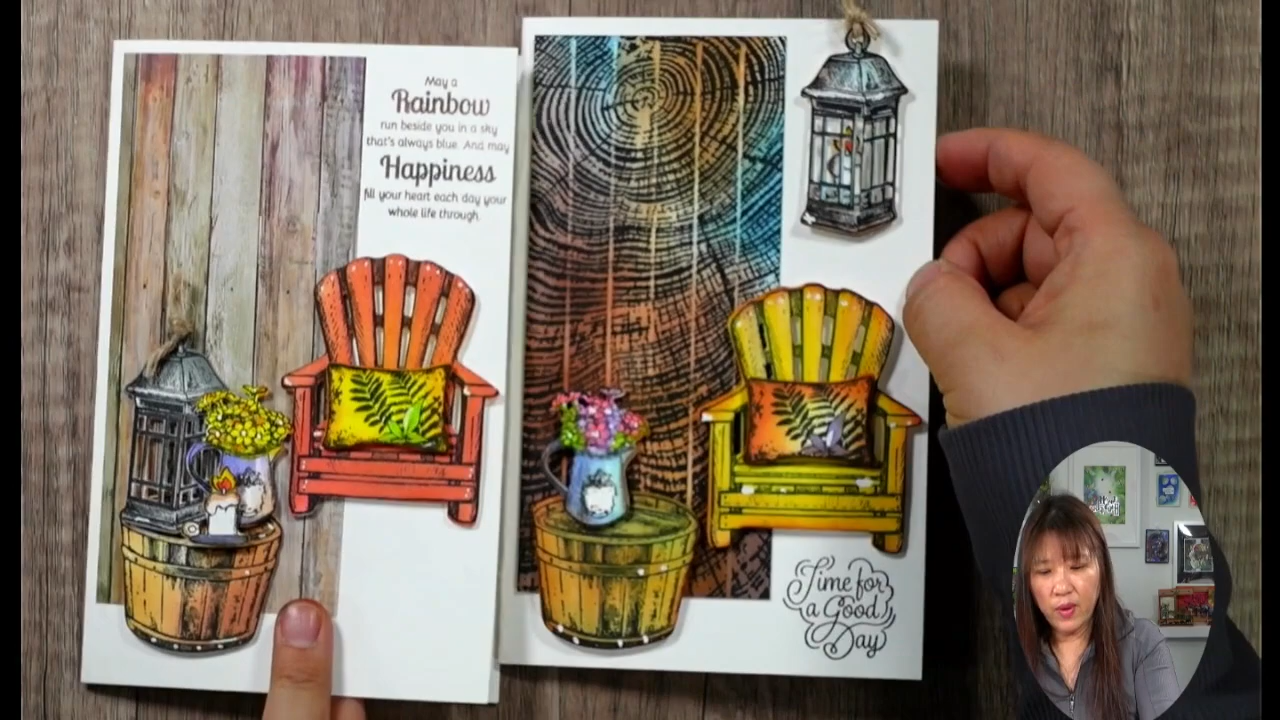 May a
Rainbow
run beside you in a sky
that's always blue. And may
Happiness
fill your heart each day your
whole life through.
Time for
a Good
Day